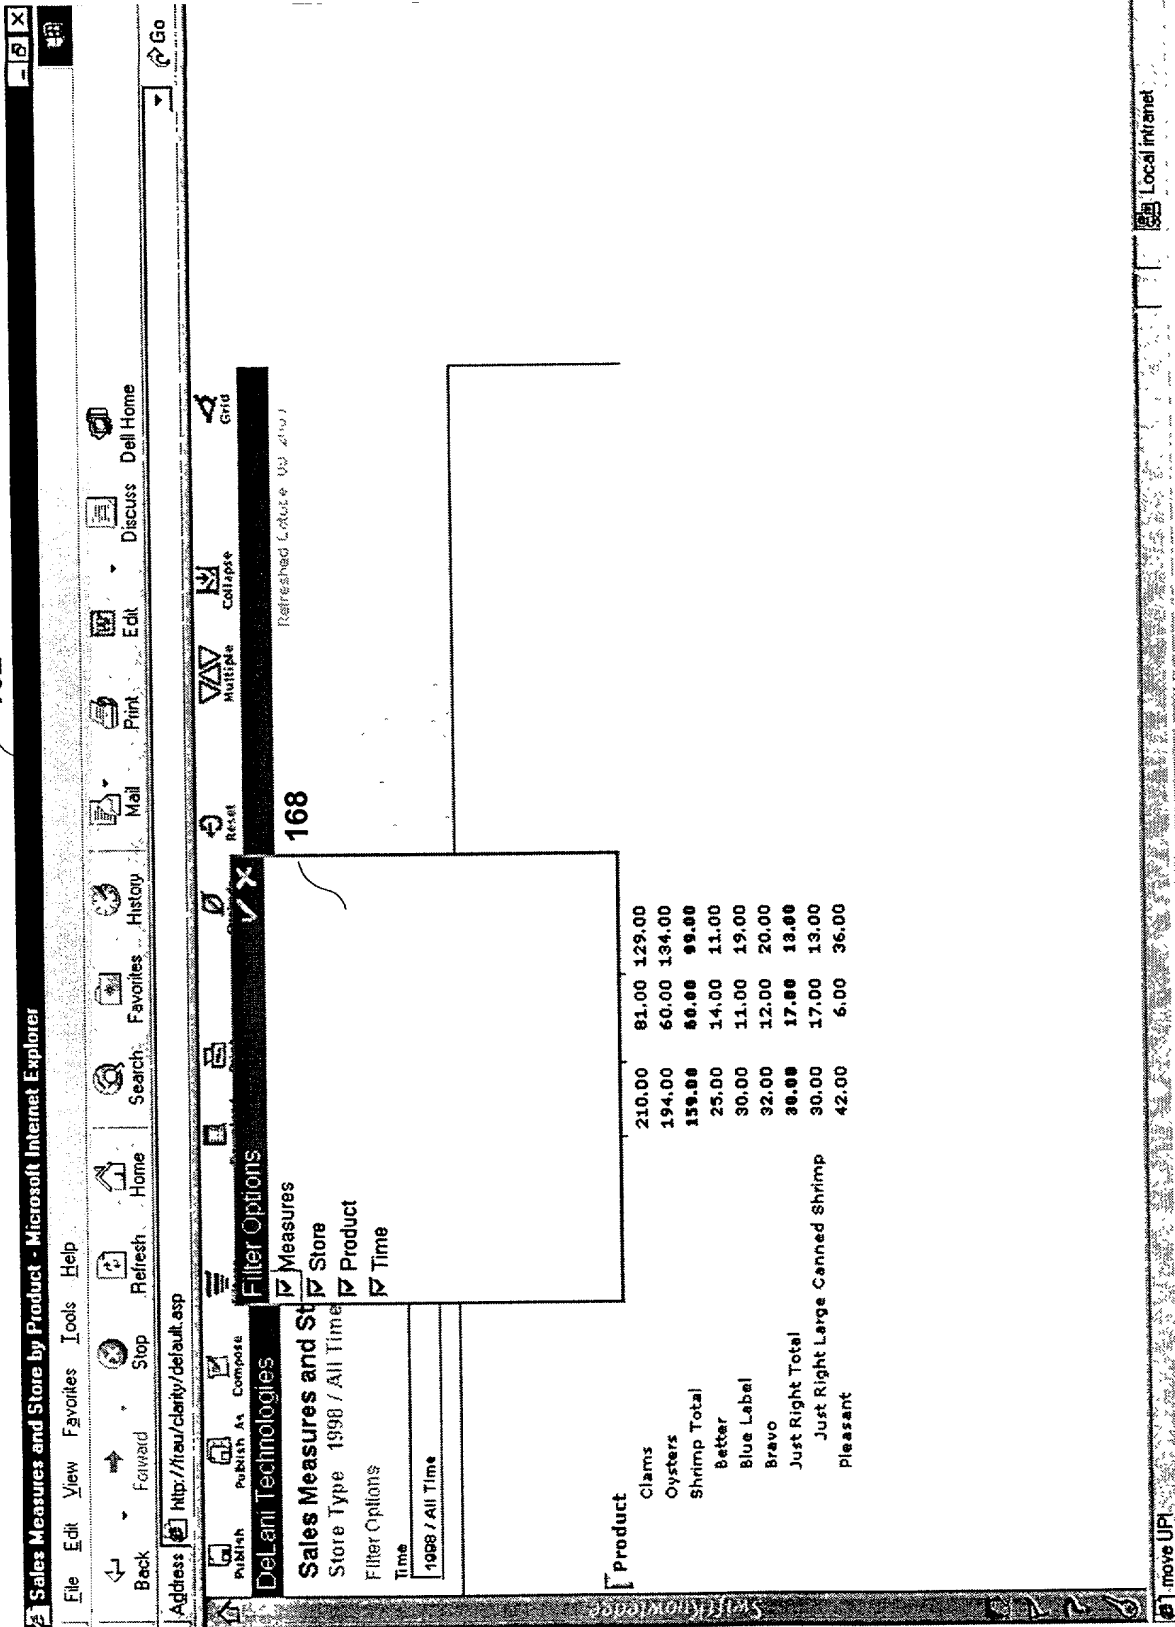 Sales Measures and Store by Product - Microsoft Internet Explorer
File Edit View Favorites Tools Help
Back Forward Stop Refresh Home Search Favorites History Mail Print Edit Discuss Dell Home
Address http://frau/clarity/default.asp Go
Publish Publish As Compose Reset Multiple Collapse Grid
DeLani Technologies
Filter Options
Sales Measures and St
Store Type 1998 / All Time
Refreshed
Filter Options
Time
1998 / All Time
Measures
Store
Product
Time
168
Product
Clams 210.00 81.00 129.00
Oysters 194.00 60.00 134.00
Shrimp Total 159.00 60.00 99.00
Better 25.00 14.00 11.00
Blue Label 30.00 11.00 19.00
Bravo 32.00 12.00 20.00
Just Right Total 30.00 17.00 13.00
Just Right Large Canned Shrimp 30.00 17.00 13.00
Pleasant 42.00 6.00 36.00
SwiftKnowledge
move UP!
Local intranet